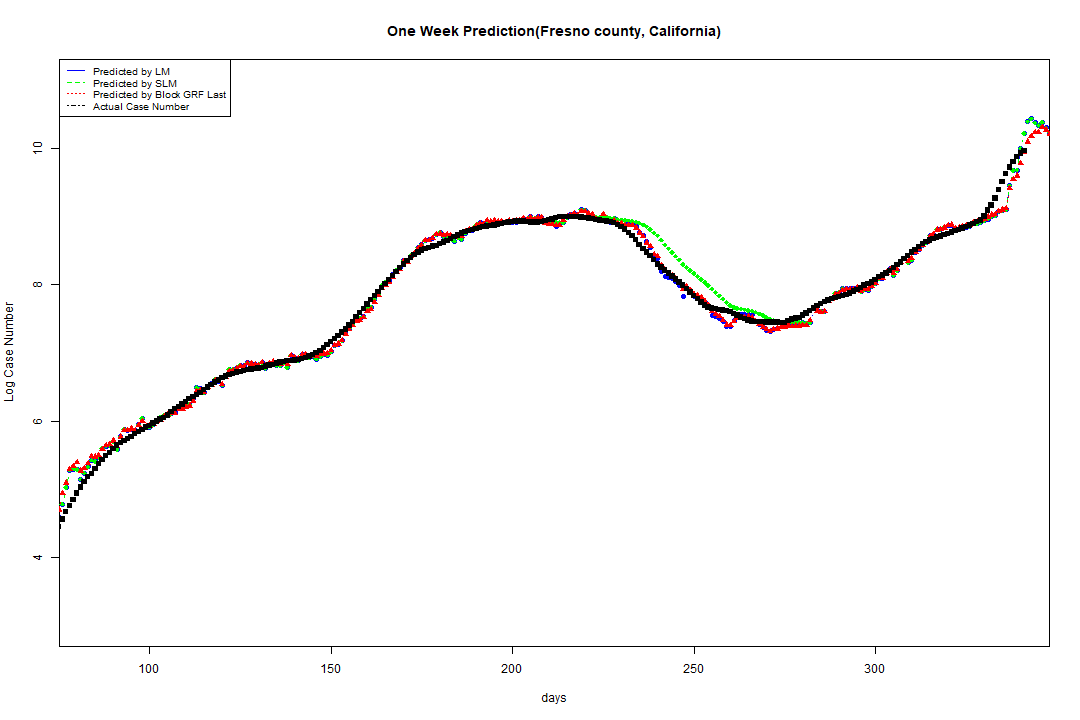 One Week Prediction(Fresno county, California)
Predicted by LM
Predicted by SLM
Predicted by Block GRF Last
Actual Case Number
10
8
6
4
Log Case Number
100 150 200 250 300
days